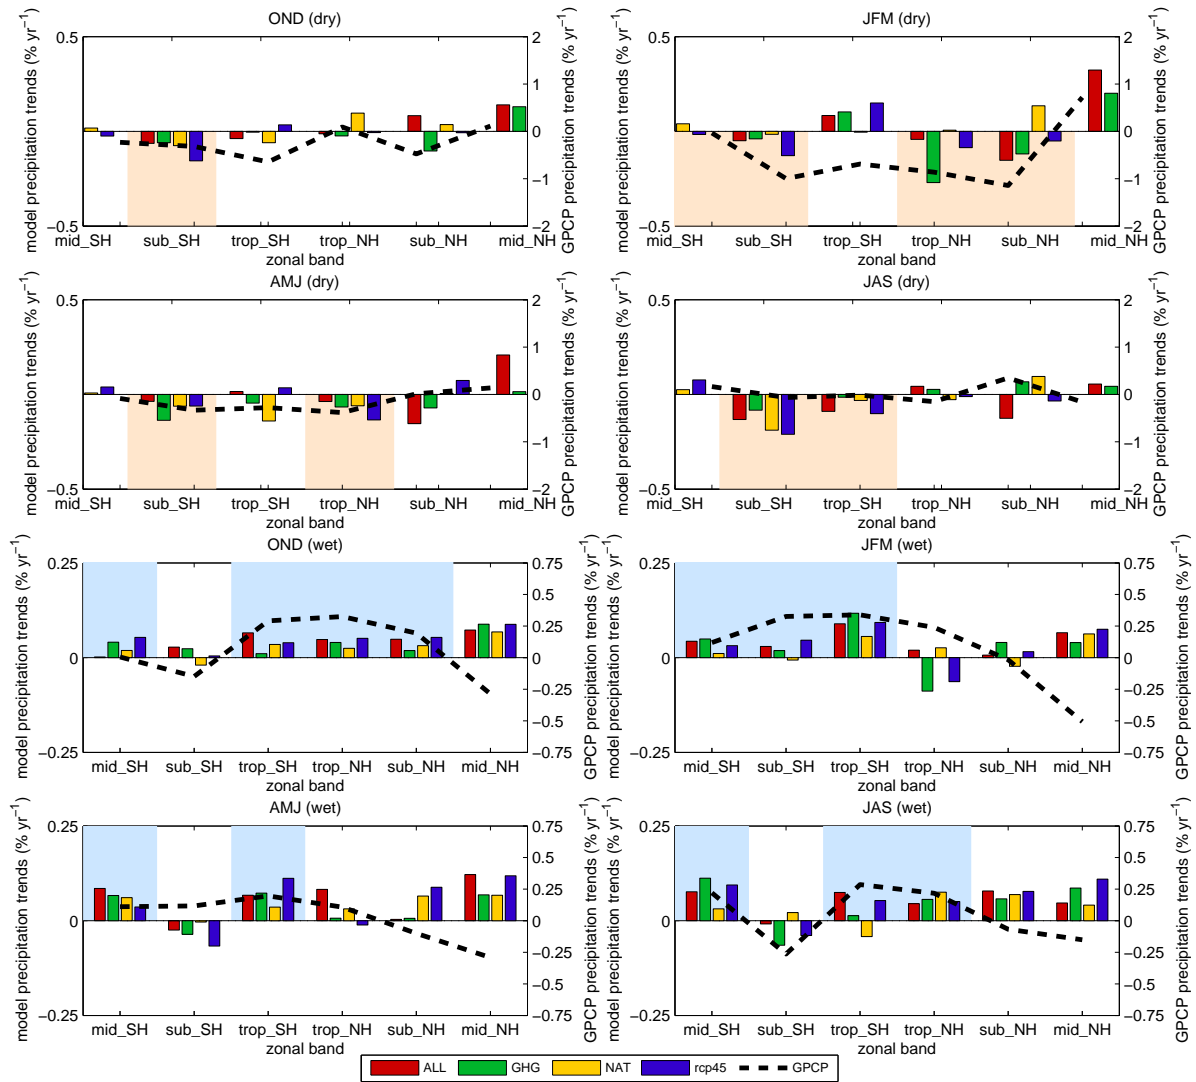 OND (dry)
model precipitation trends (% yr−1)
0.5
0
−0.5
2
1
0
−1
−2
GPCP precipitation trends (% yr−1)
mid_SH sub_SH trop_SH trop_NH sub_NH mid_NH
zonal band
JFM (dry)
model precipitation trends (% yr−1)
0.5
0
−0.5
2
1
0
−1
−2
GPCP precipitation trends (% yr−1)
mid_SH sub_SH trop_SH trop_NH sub_NH mid_NH
zonal band
AMJ (dry)
model precipitation trends (% yr−1)
0.5
0
−0.5
2
1
0
−1
−2
GPCP precipitation trends (% yr−1)
mid_SH sub_SH trop_SH trop_NH sub_NH mid_NH
zonal band
JAS (dry)
model precipitation trends (% yr−1)
0.5
0
−0.5
2
1
0
−1
−2
GPCP precipitation trends (% yr−1)
mid_SH sub_SH trop_SH trop_NH sub_NH mid_NH
zonal band
OND (wet)
model precipitation trends (% yr−1)
0.25
0
−0.25
0.75
0.5
0.25
0
−0.25
−0.5
−0.75
GPCP precipitation trends (% yr−1)
mid_SH sub_SH trop_SH trop_NH sub_NH mid_NH
zonal band
JFM (wet)
model precipitation trends (% yr−1)
0.25
0
−0.25
0.75
0.5
0.25
0
−0.25
−0.5
−0.75
GPCP precipitation trends (% yr−1)
mid_SH sub_SH trop_SH trop_NH sub_NH mid_NH
zonal band
AMJ (wet)
model precipitation trends (% yr−1)
0.25
0
−0.25
0.75
0.5
0.25
0
−0.25
−0.5
−0.75
GPCP precipitation trends (% yr−1)
mid_SH sub_SH trop_SH trop_NH sub_NH mid_NH
zonal band
JAS (wet)
model precipitation trends (% yr−1)
0.25
0
−0.25
0.75
0.5
0.25
0
−0.25
−0.5
−0.75
GPCP precipitation trends (% yr−1)
mid_SH sub_SH trop_SH trop_NH sub_NH mid_NH
zonal band
ALL GHG NAT rcp45 GPCP